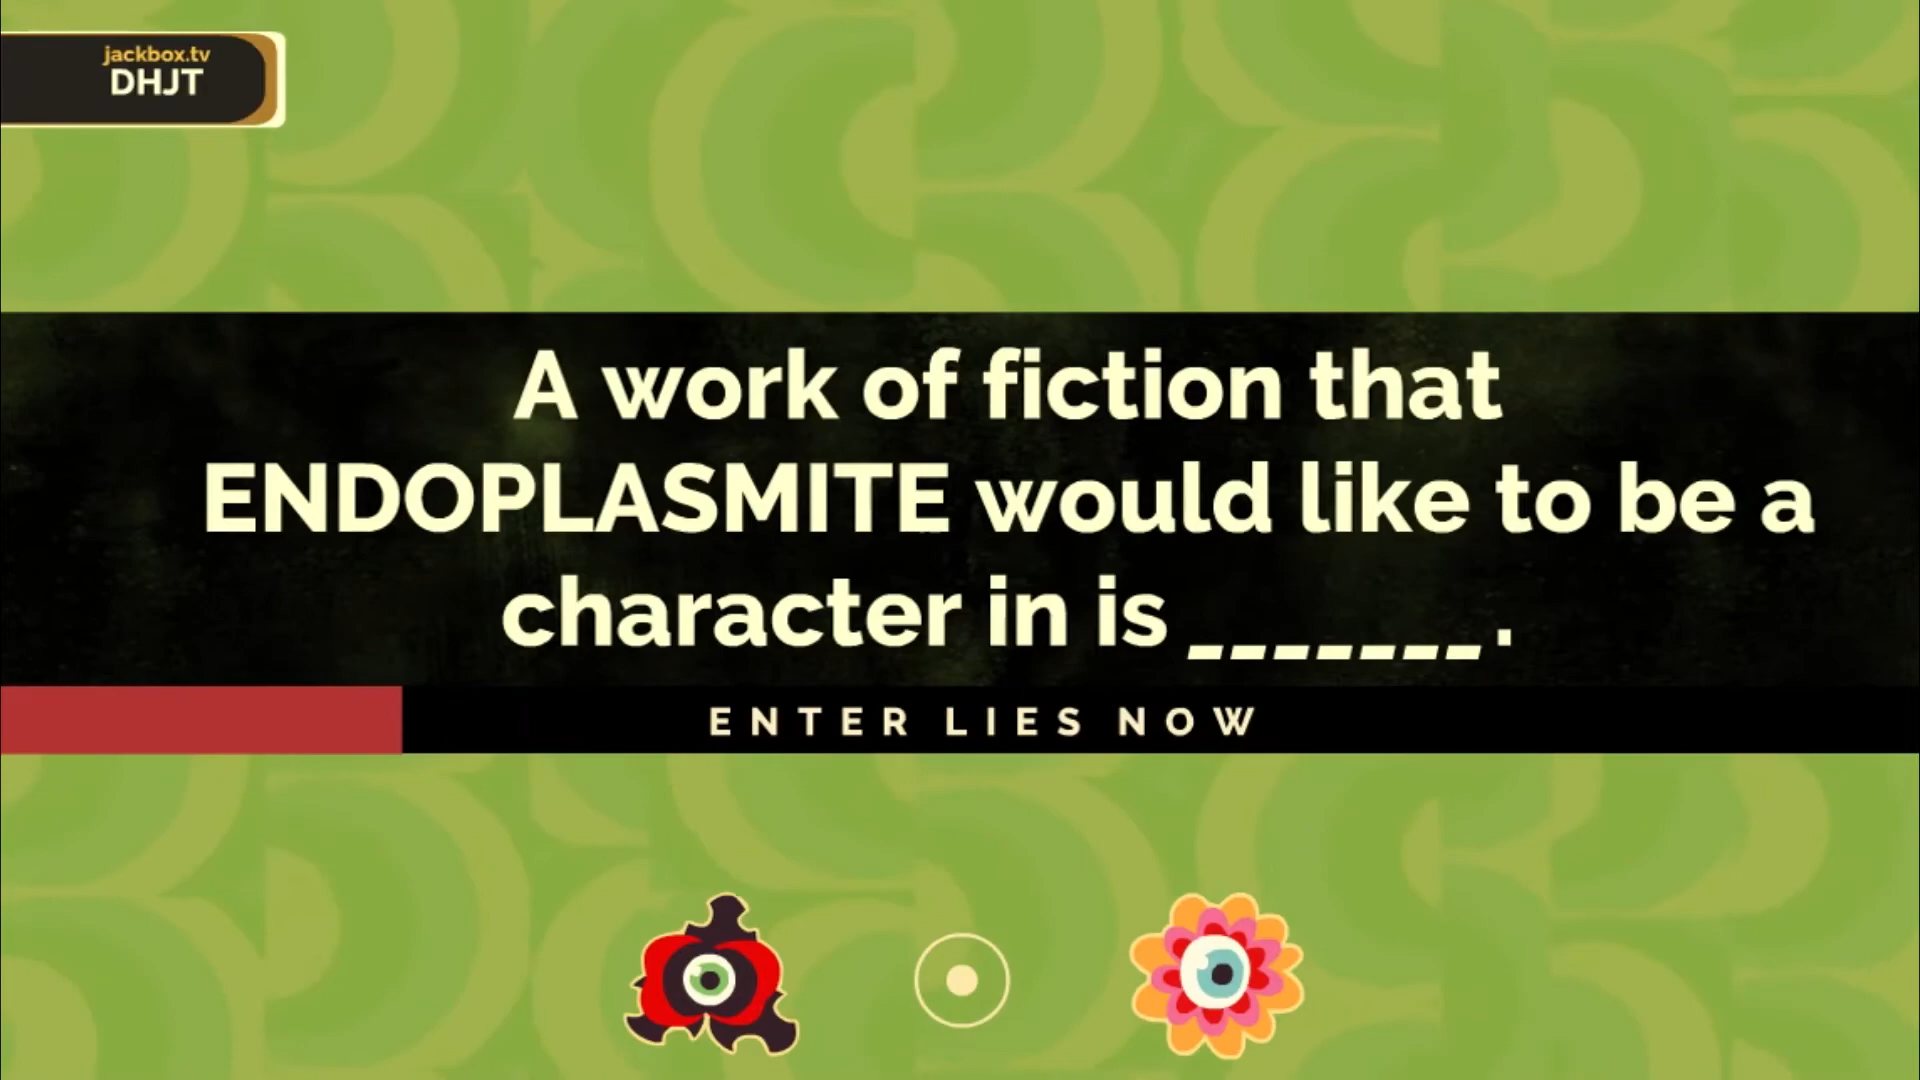 jackbox.tv
DHJT
A work of fiction that
ENDOPLASMITE would like to be a
character in is _______.
ENTER LIES NOW